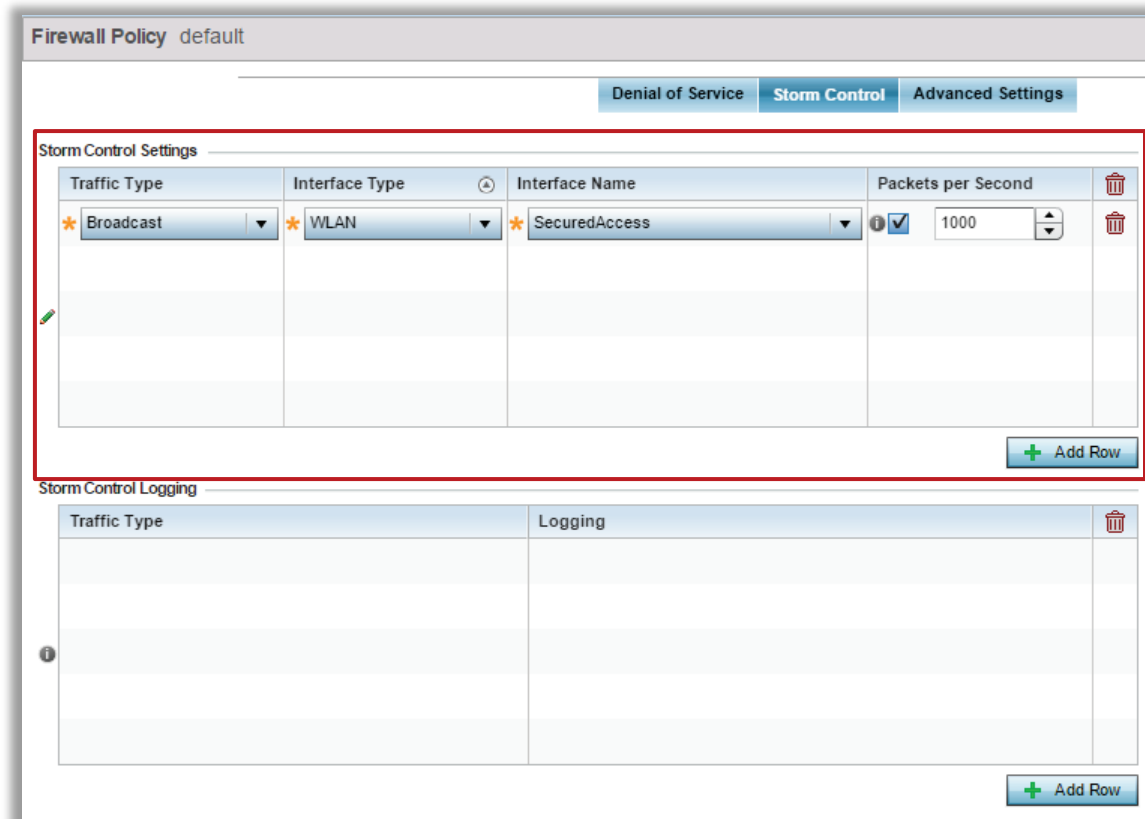 Firewall Policy default
Denial of Service Storm Control Advanced Settings
Storm Control Settings
Traffic Type Interface Type Interface Name Packets per Second
Broadcast WLAN SecuredAccess 1000
Add Row
Storm Control Logging
Traffic Type Logging
Add Row